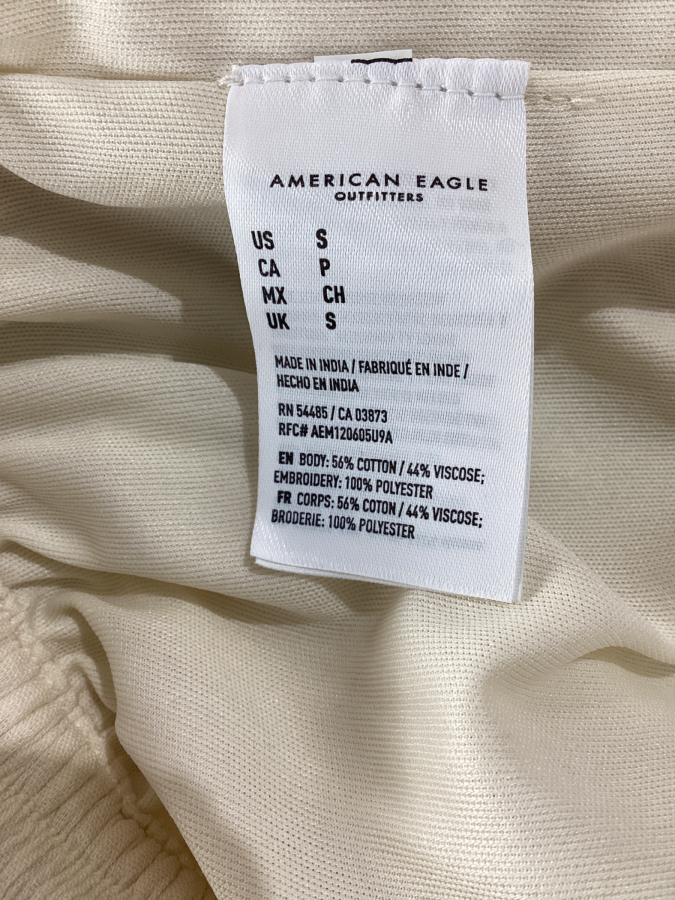 AMERICAN EAGLE
OUTFITTERS
US S
CA P
MX CH
UK S
MADE IN INDIA / FABRIQUÉ EN INDE /
HECHO EN INDIA
RN 54485 / CA 03873
RFC# AEM120605U9A
EN BODY: 56% COTTON / 44% VISCOSE;
EMBROIDERY: 100% POLYESTER
FR CORPS: 56% COTON / 44% VISCOSE;
BRODERIE: 100% POLYESTER